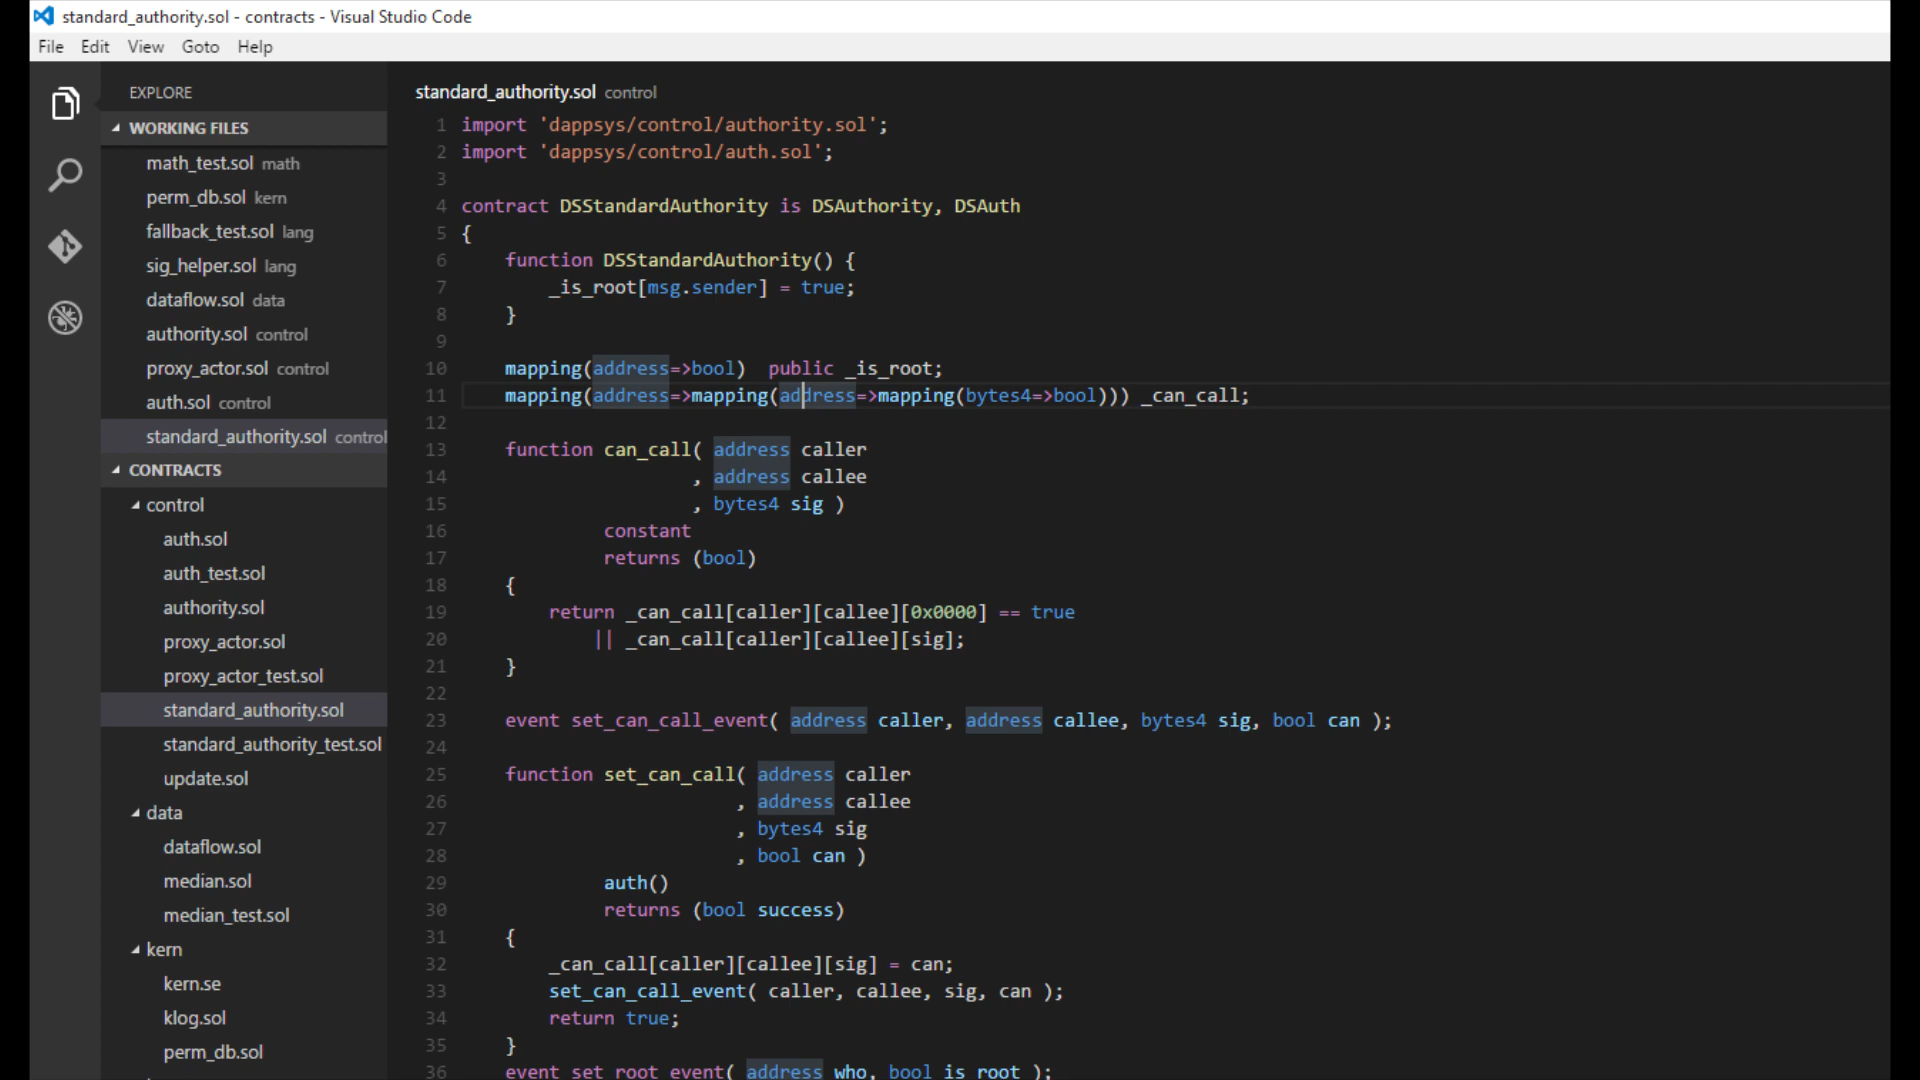 standard_authority.sol - contracts - Visual Studio Code
File Edit View Goto Help
EXPLORE
WORKING FILES
math_test.sol math
perm_db.sol kern
fallback_test.sol lang
sig_helper.sol lang
dataflow.sol data
authority.sol control
proxy_actor.sol control
auth.sol control
standard_authority.sol control
CONTRACTS
control
auth.sol
auth_test.sol
authority.sol
proxy_actor.sol
proxy_actor_test.sol
standard_authority.sol
standard_authority_test.sol
update.sol
data
dataflow.sol
median.sol
median_test.sol
kern
kern.se
klog.sol
perm_db.sol
standard_authority.sol control
1 import 'dappsys/control/authority.sol';
2 import 'dappsys/control/auth.sol';
3
4 contract DSStandardAuthority is DSAuthority, DSAuth
5 {
6     function DSStandardAuthority() {
7         _is_root[msg.sender] = true;
8     }
9
10     mapping(address=>bool)  public _is_root;
11     mapping(address=>mapping(address=>mapping(bytes4=>bool))) _can_call;
12
13     function can_call( address caller
14                      , address callee
15                      , bytes4 sig )
16              constant
17              returns (bool)
18     {
19         return _can_call[caller][callee][0x0000] == true
20             || _can_call[caller][callee][sig];
21     }
22
23     event set_can_call_event( address caller, address callee, bytes4 sig, bool can );
24
25     function set_can_call( address caller
26                          , address callee
27                          , bytes4 sig
28                          , bool can )
29              auth()
30              returns (bool success)
31     {
32         _can_call[caller][callee][sig] = can;
33         set_can_call_event( caller, callee, sig, can );
34         return true;
35     }
36     event set_root_event( address who, bool is_root );